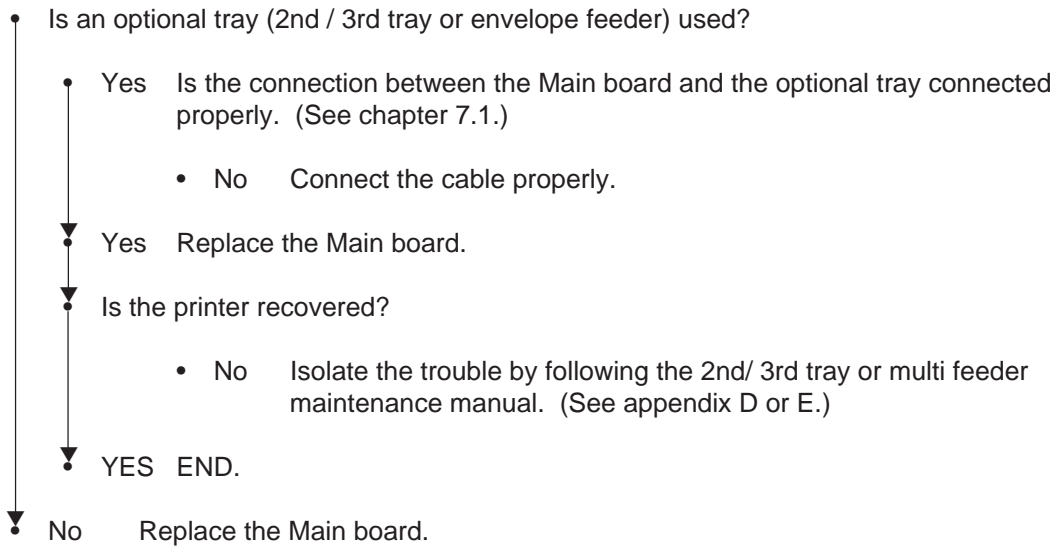 • Is an optional tray (2nd / 3rd tray or envelope feeder) used?
• Yes Is the connection between the Main board and the optional tray connected
properly. (See chapter 7.1.)
• No Connect the cable properly.
• Yes Replace the Main board.
• Is the printer recovered?
• No Isolate the trouble by following the 2nd/ 3rd tray or multi feeder
maintenance manual. (See appendix D or E.)
• YES END.
• No Replace the Main board.